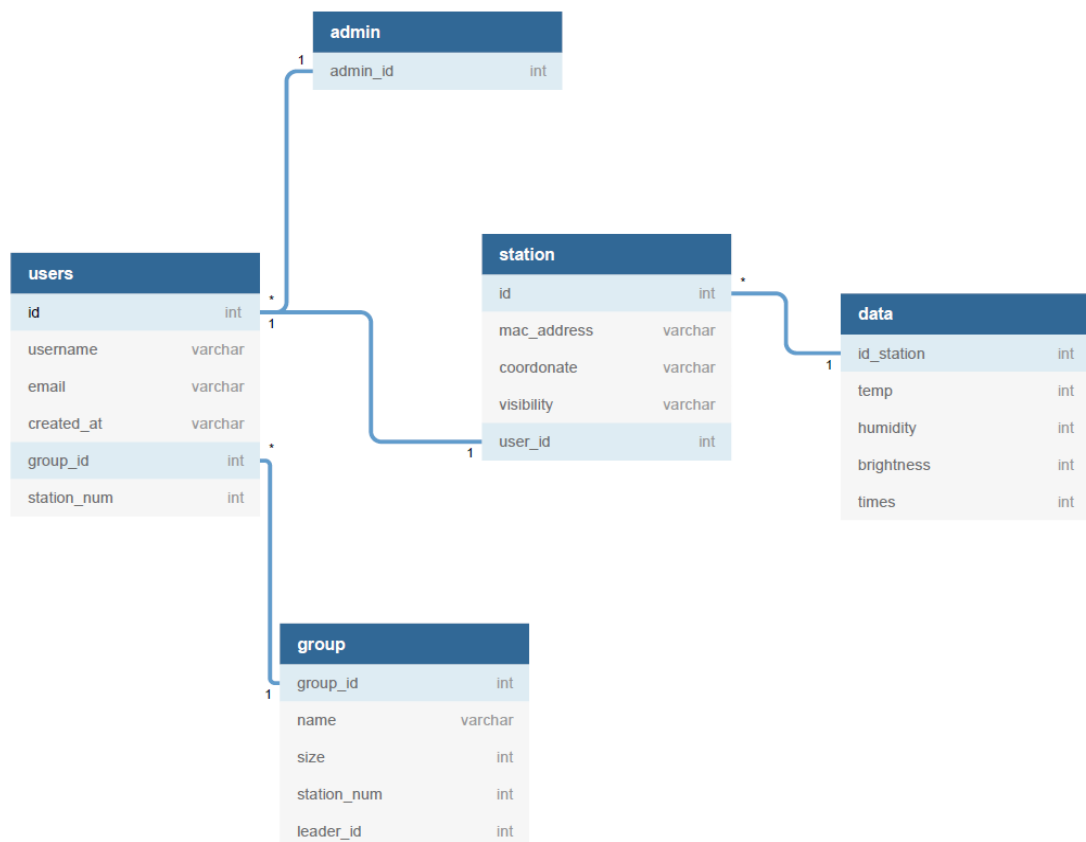 admin
1
admin_id int
users
*
id int
1
username varchar
email varchar
created_at varchar
*
group_id int
station_num int
station
*
id int
mac_address varchar
coordonate varchar
visibility varchar
user_id int
1
data
id_station int
1
temp int
humidity int
brightness int
times int
group
group_id int
1
name varchar
size int
station_num int
leader_id int